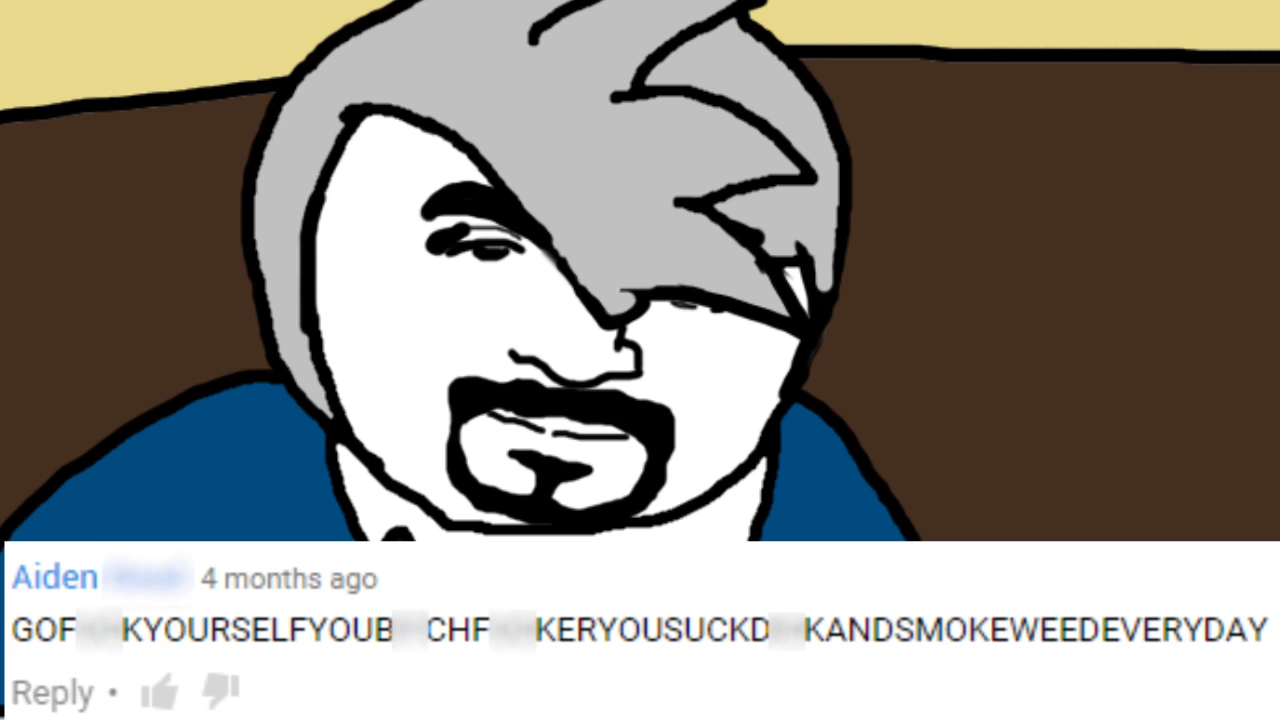 Aiden 4 months ago
GOF KYOURSELFYOUB CHF KERYOUSUCKD KANDSMOKEWEEDEVERYDAY
Reply •